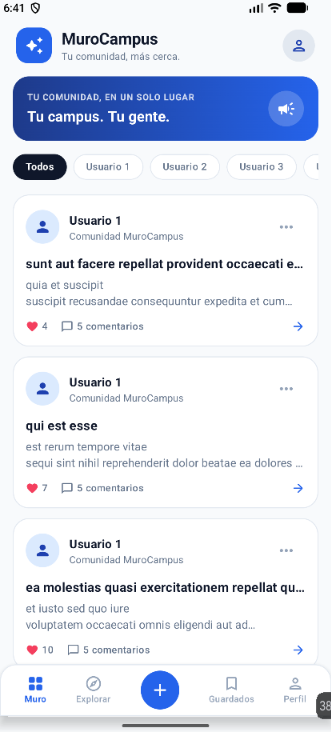 6:41
MuroCampus
Tu comunidad, más cerca.
TU COMUNIDAD, EN UN SOLO LUGAR
Tu campus. Tu gente.
Todos
Usuario 1
Usuario 2
Usuario 3
Usuario 1
Comunidad MuroCampus
sunt aut facere repellat provident occaecati e...
quia et suscipit
suscipit recusandae consequuntur expedita et cum...
4
5 comentarios
Usuario 1
Comunidad MuroCampus
qui est esse
est rerum tempore vitae
sequi sint nihil reprehenderit dolor beatae ea dolores ...
7
5 comentarios
Usuario 1
Comunidad MuroCampus
ea molestias quasi exercitationem repellat qu...
et iusto sed quo iure
voluptatem occaecati omnis eligendi aut ad...
10
5 comentarios
Muro
Explorar
Guardados
Perfil
38